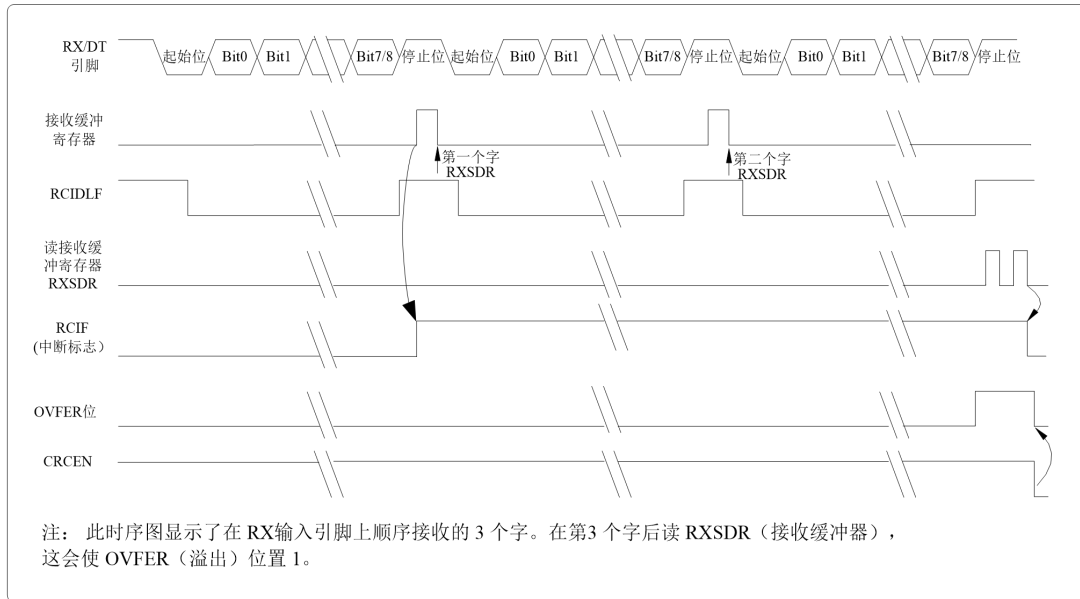 RX/DT
引脚
起始位 Bit0 Bit1 Bit7/8 停止位 起始位 Bit0 Bit1 Bit7/8 停止位 起始位 Bit0 Bit1 Bit7/8 停止位
接收缓冲
寄存器
第一个字
RXSDR
第二个字
RXSDR
RCIDLF
读接收缓
冲寄存器
RXSDR
RCIF
(中断标志）
OVFER位
CRCEN
注： 此时序图显示了在 RX输入引脚上顺序接收的 3 个字。在第3 个字后读 RXSDR（接收缓冲器），
这会使 OVFER（溢出）位置 1。